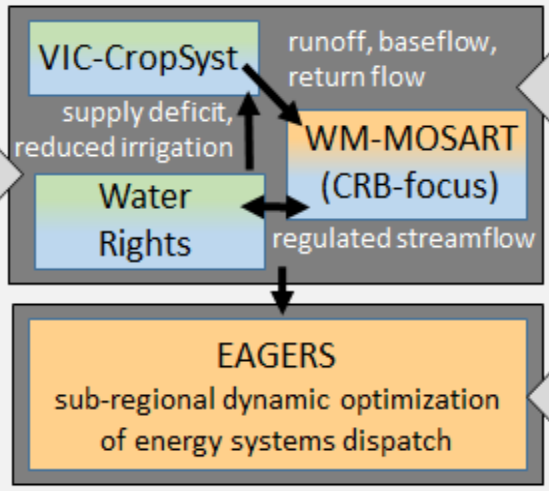 VIC-CropSyst
runoff, baseflow,
return flow
supply deficit,
reduced irrigation
WM-MOSART
(CRB-focus)
Water
Rights
regulated streamflow
EAGERS
sub-regional dynamic optimization
of energy systems dispatch